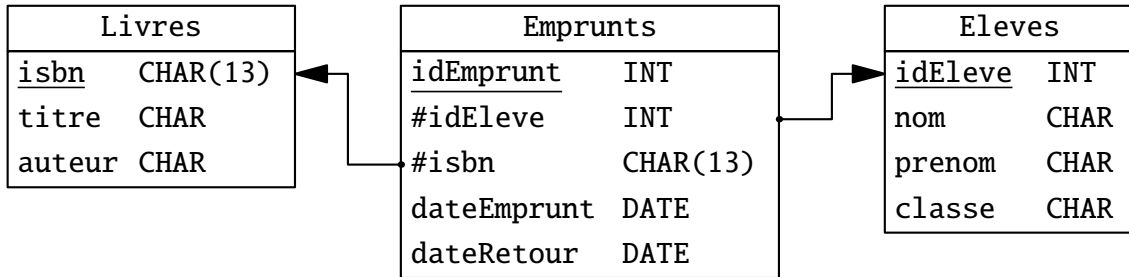 Livres
isbn CHAR(13)
titre CHAR
auteur CHAR
Emprunts
idEmprunt INT
#idEleve INT
#isbn CHAR(13)
dateEmprunt DATE
dateRetour DATE
Eleves
idEleve INT
nom CHAR
prenom CHAR
classe CHAR